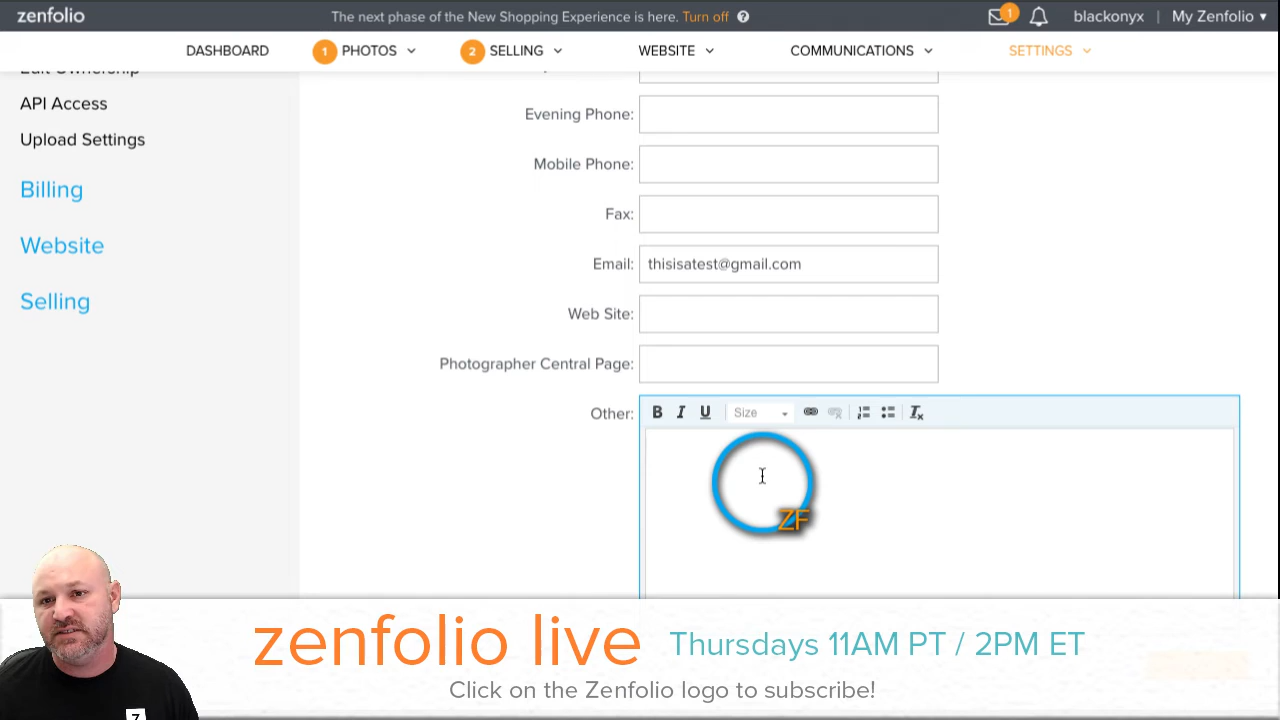 zenfolio
The next phase of the New Shopping Experience is here. Turn off
1
blackonyx | My Zenfolio
DASHBOARD
1 PHOTOS
2 SELLING
WEBSITE
COMMUNICATIONS
SETTINGS
Edit Ownership
API Access
Upload Settings
Billing
Website
Selling
Evening Phone:
Mobile Phone:
Fax:
Email: thisisatest@gmail.com
Web Site:
Photographer Central Page:
Other: B I U Size
ZF
zenfolio live Thursdays 11AM PT / 2PM ET
Click on the Zenfolio logo to subscribe!